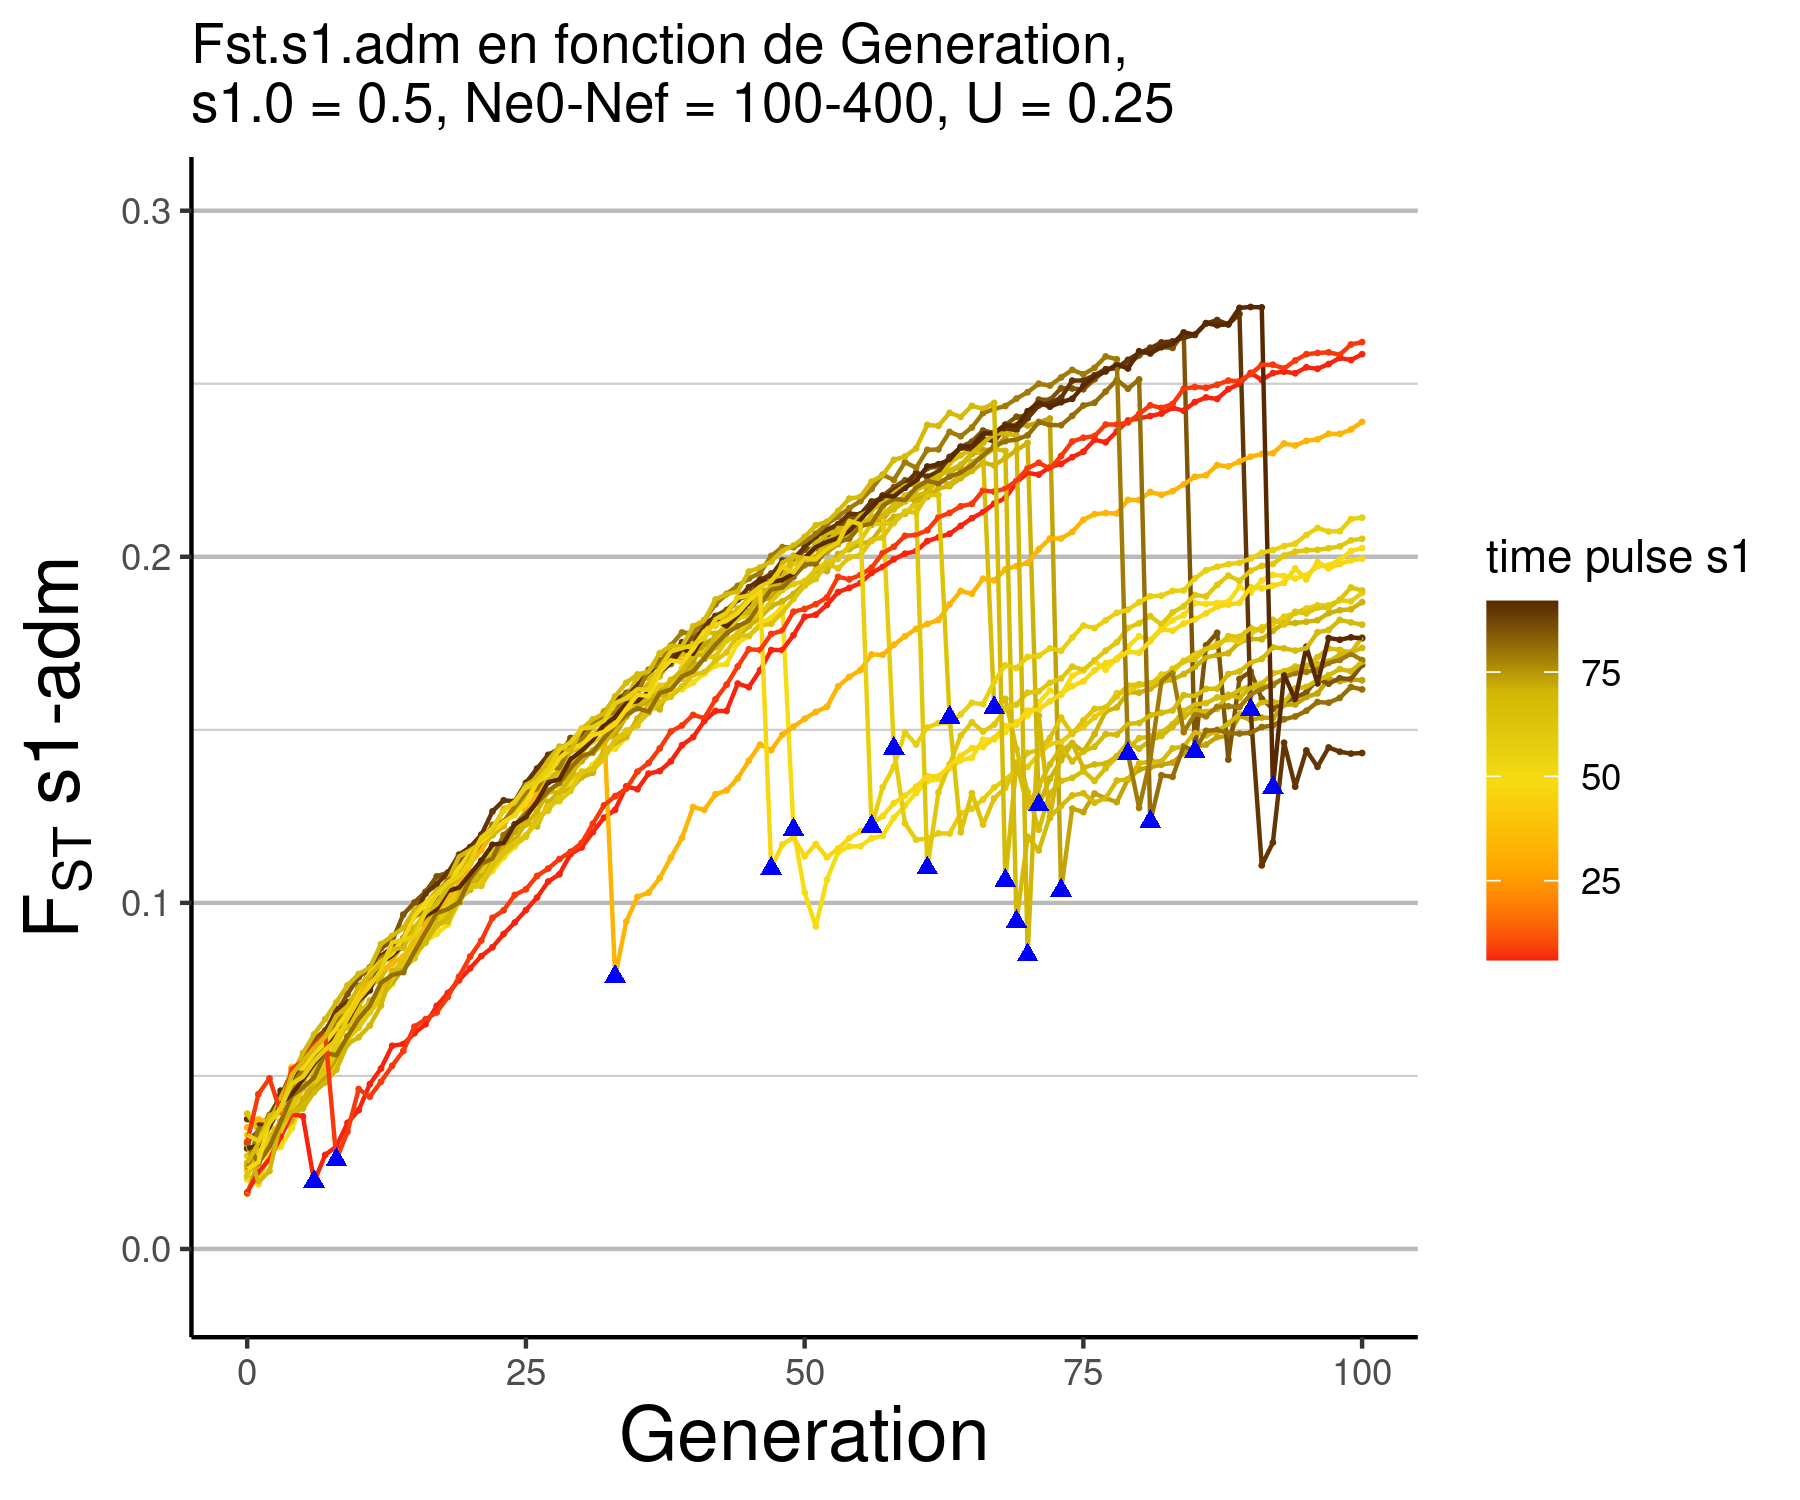 Fst.s1.adm en fonction de Generation,
s1.0 = 0.5, Ne0-Nef = 100-400, U = 0.25
FST s1-adm
0.3
0.2
0.1
0.0
0 25 50 75 100
Generation
time pulse s1
75
50
25